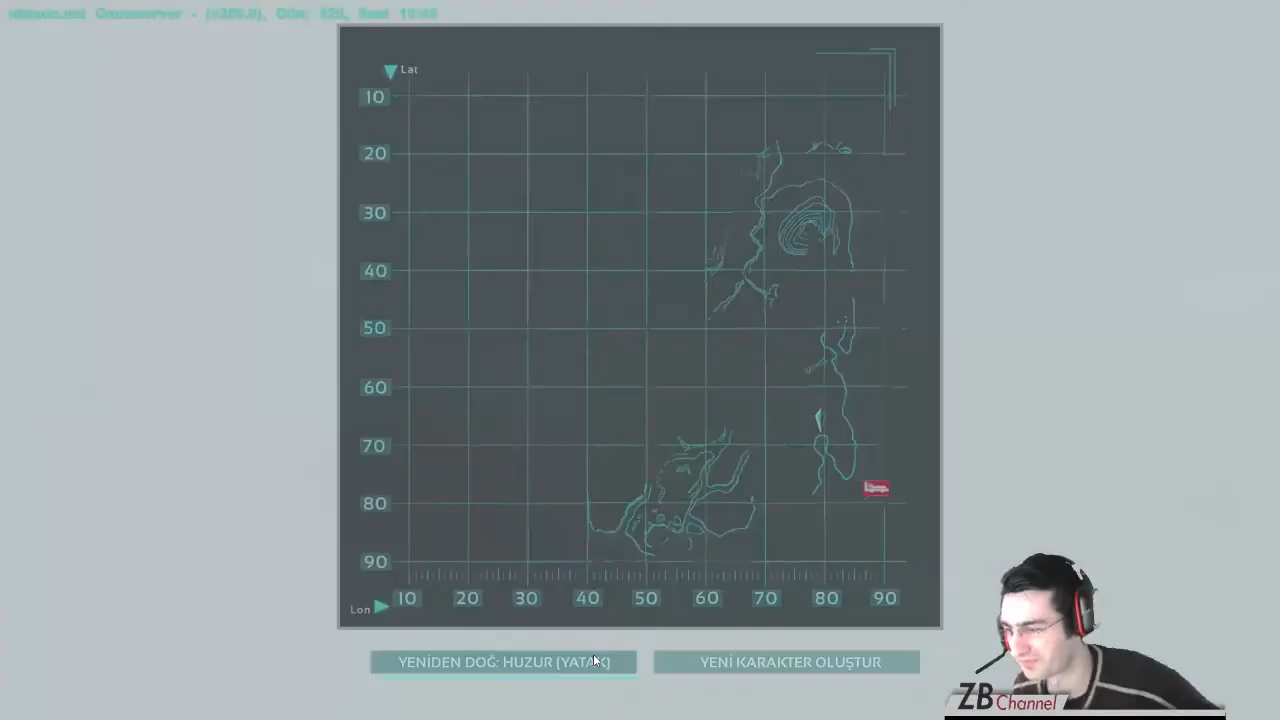 Lat
10
20
30
40
50
60
70
80
90
Lon
10 20 30 40 50 60 70 80 90
YENİDEN DOĞ: HUZUR (YATAK)
YENİ KARAKTER OLUŞTUR
ZB Channel